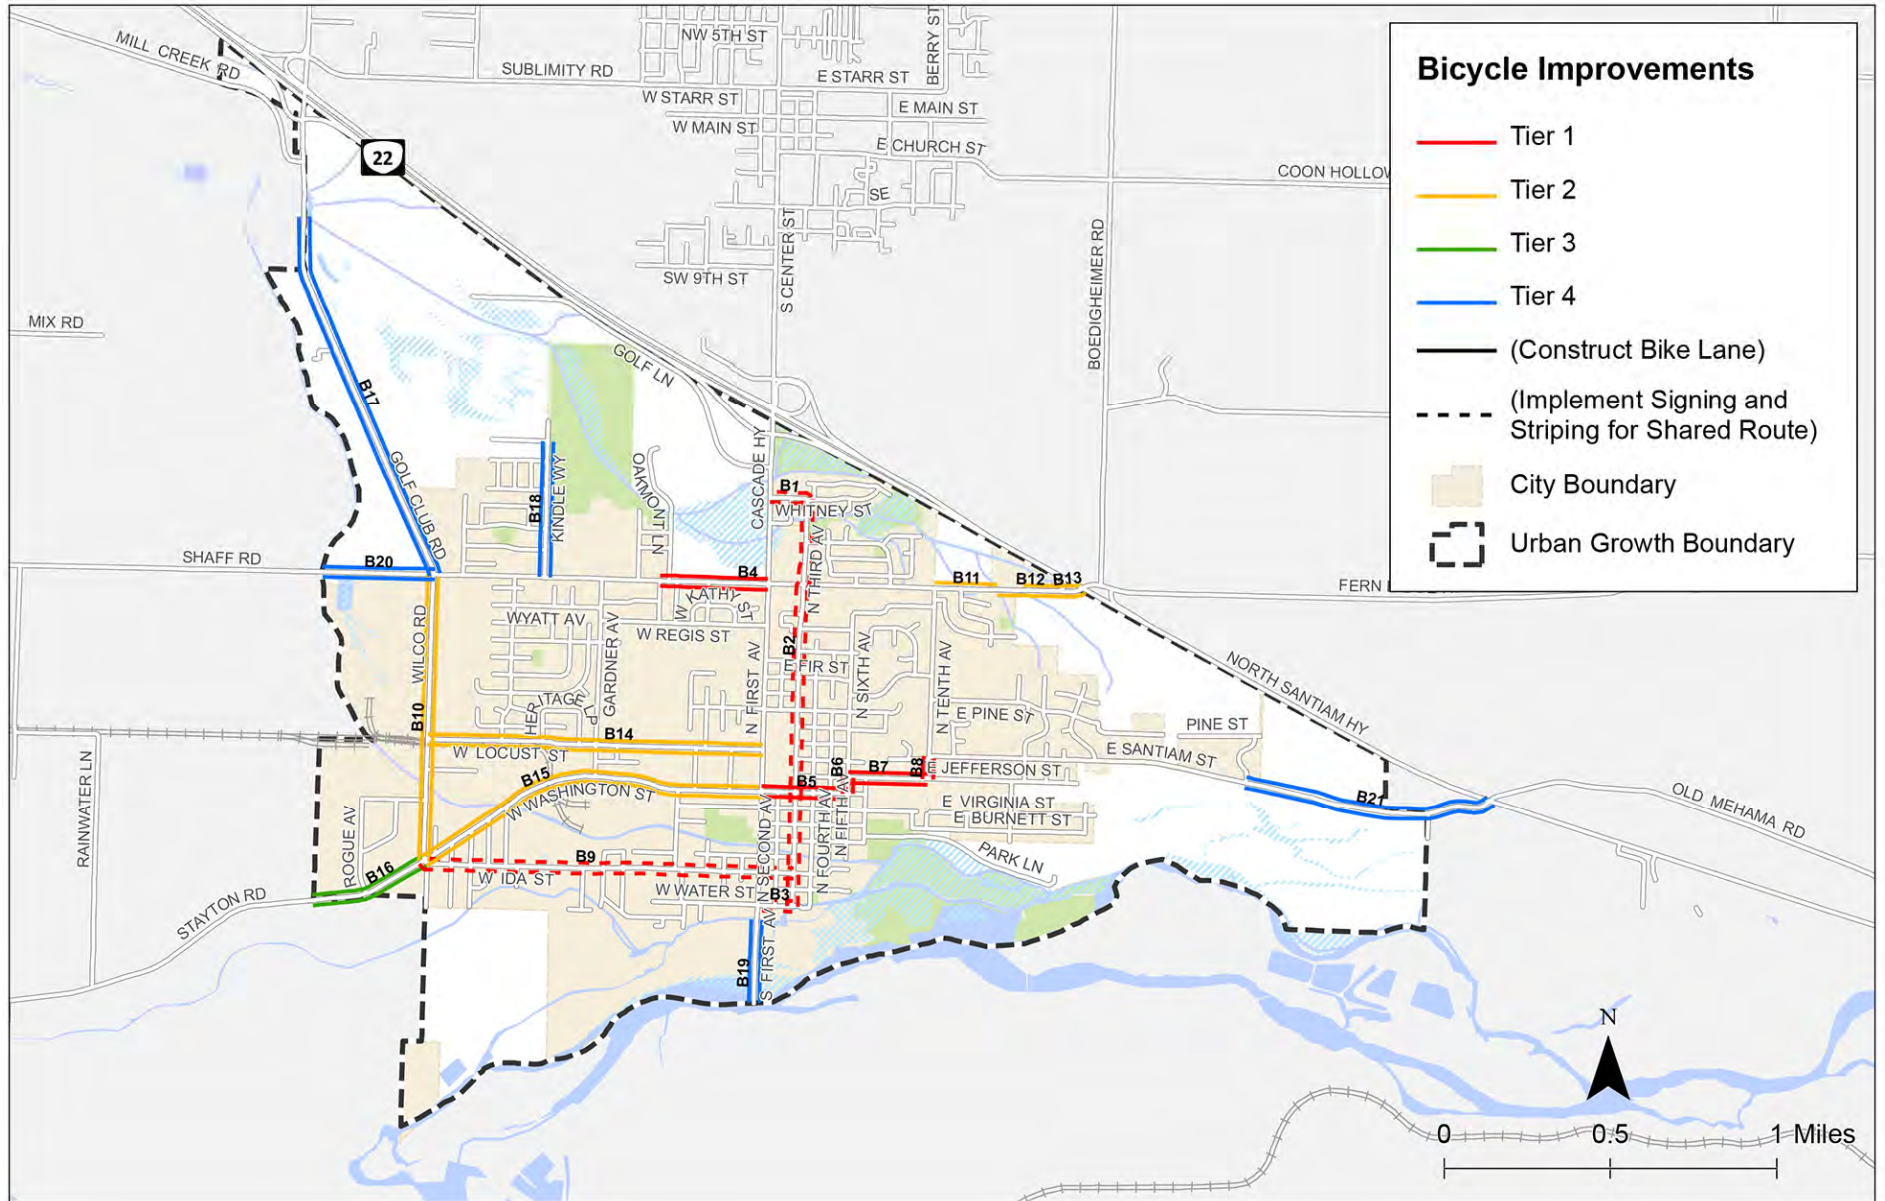 MILL CREEK RD
SUBLIMITY RD
NW 5TH ST
BERRY ST
E STARR ST
W STARR ST
E MAIN ST
W MAIN ST
E CHURCH ST
COON HOLLOW
SE
22
S CENTER ST
SW 9TH ST
BOEDIGHEIMER RD
MIX RD
GOLF LN
B17
GOLF CLUB RD
B18
KINDLE WY
OAKMONT LN
CASCADE HY
B1
WHITNEY ST
N THIRD AV
SHAFF RD
B20
B4
W KATHY ST
B11
B12
B13
FERN
WYATT AV
W REGIS ST
WILCO RD
GARDNER AV
B2
E FIR ST
N FIRST AV
N SIXTH AV
N TENTH AV
NORTH SANTIAM HY
HERITAGE LP
E PINE ST
PINE ST
B10
B14
W LOCUST ST
E SANTIAM ST
B15
W WASHINGTON ST
B5
B6
B7
B8
E JEFFERSON ST
E VIRGINIA ST
E BURNETT ST
B21
OLD MEHAMA RD
RAINWATER LN
ROGUE AV
B16
B9
W IDA ST
W WATER ST
N SECOND AV
N FOURTH AV
N FIFTH AV
PARK LN
B3
STAYTON RD
B19
S FIRST AV
Bicycle Improvements
Tier 1
Tier 2
Tier 3
Tier 4
(Construct Bike Lane)
(Implement Signing and
Striping for Shared Route)
City Boundary
Urban Growth Boundary
N
0 0.5 1 Miles